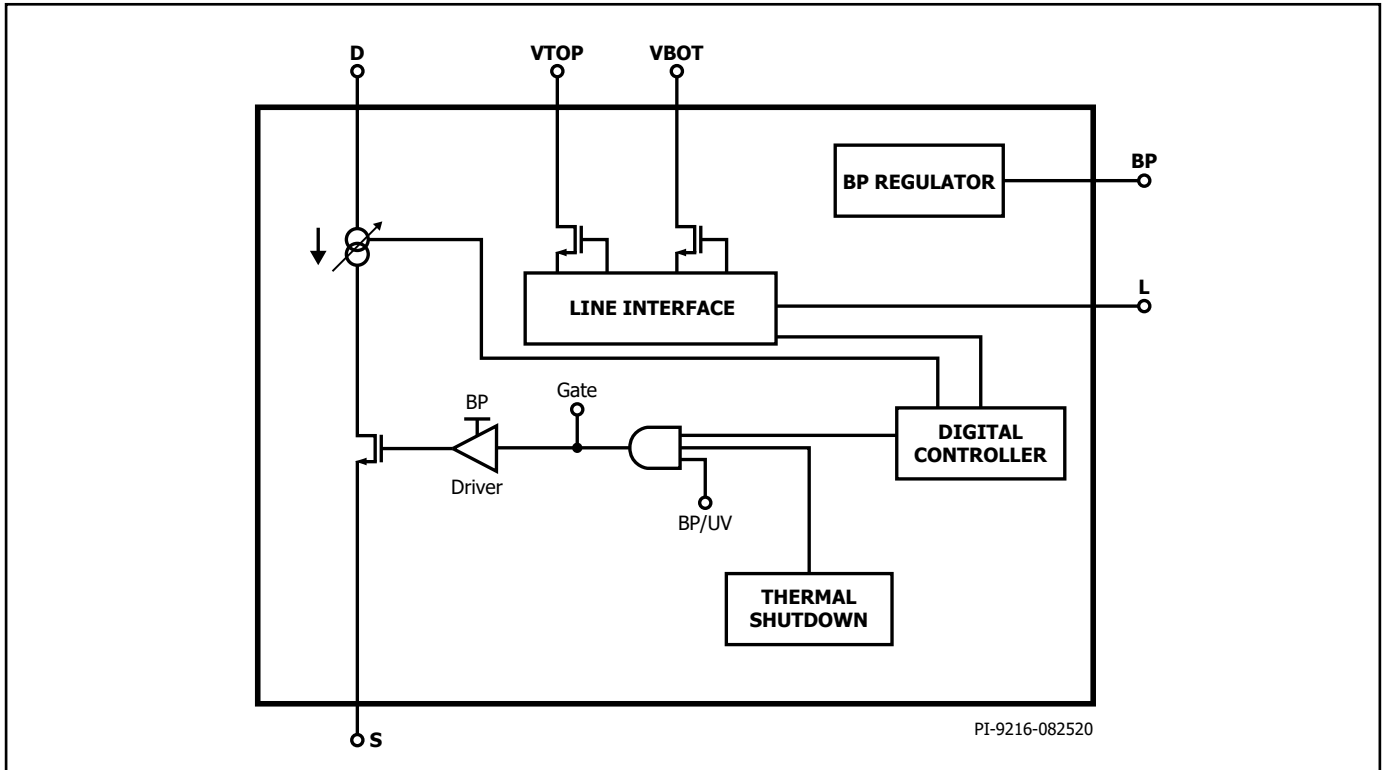 D
VTOP
VBOT
BP REGULATOR
BP
LINE INTERFACE
L
Gate
BP
Driver
BP/UV
DIGITAL
CONTROLLER
THERMAL
SHUTDOWN
S
PI-9216-082520